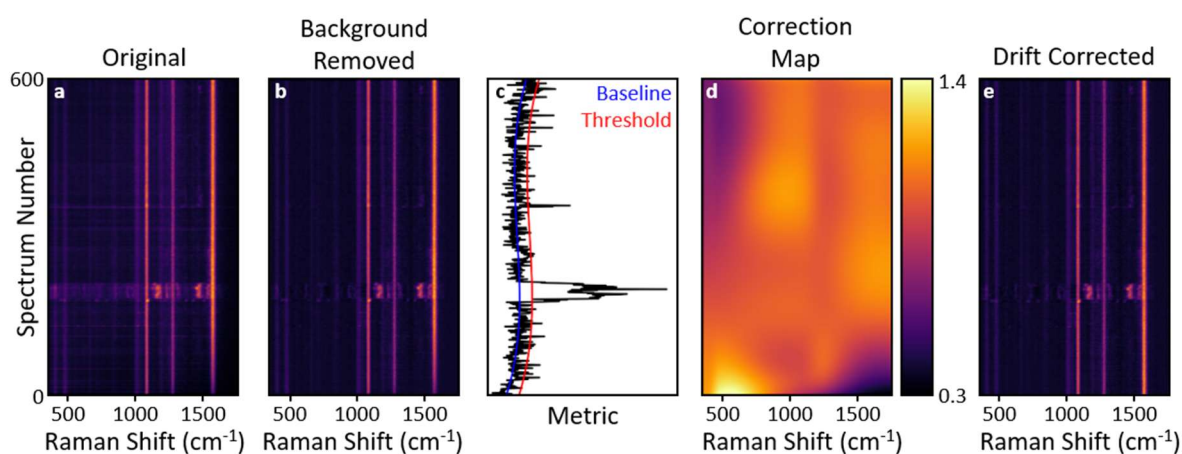 Original
Background
Removed
Correction
Map
Drift Corrected
Spectrum Number
600
0
a
b
c
Baseline
Threshold
d
1.4
0.3
e
500 1000 1500
Raman Shift (cm⁻¹)
500 1000 1500
Raman Shift (cm⁻¹)
Metric
500 1000 1500
Raman Shift (cm⁻¹)
500 1000 1500
Raman Shift (cm⁻¹)